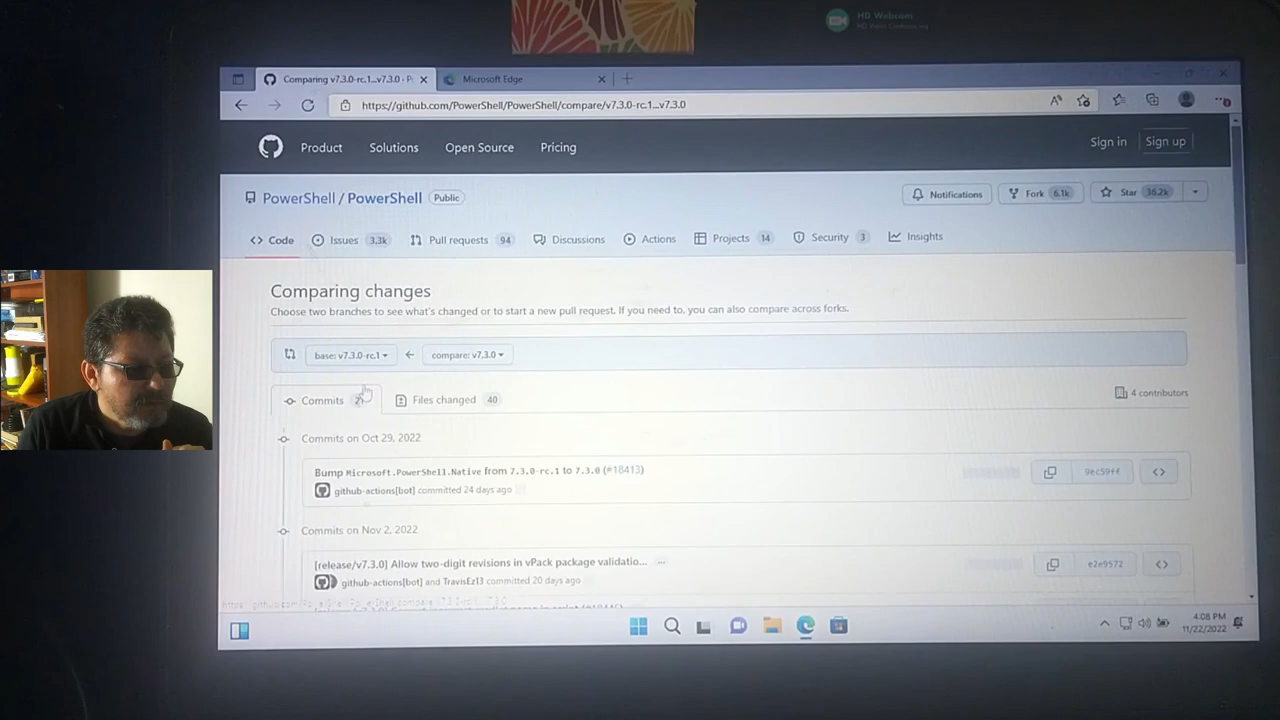 HD Webcam
Comparing v7.3.0-rc.1...v7.3.0 · P
Microsoft Edge
https://github.com/PowerShell/PowerShell/compare/v7.3.0-rc.1...v7.3.0
Product Solutions Open Source Pricing Sign in Sign up
PowerShell / PowerShell Public Notifications Fork 6.1k Star 36.2k
Code Issues 3.3k Pull requests 94 Discussions Actions Projects 14 Security 3 Insights
Comparing changes
Choose two branches to see what's changed or to start a new pull request. If you need to, you can also compare across forks.
base: v7.3.0-rc.1 compare: v7.3.0
Commits Files changed 40 4 contributors
Commits on Oct 29, 2022
Bump Microsoft.PowerShell.Native from 7.3.0-rc.1 to 7.3.0 (#18413) 9ec59ff
github-actions[bot] committed 24 days ago
Commits on Nov 2, 2022
[release/v7.3.0] Allow two-digit revisions in vPack package validatio... e2e9572
github-actions[bot] and TravisEz13 committed 20 days ago
4:08 PM
11/22/2022